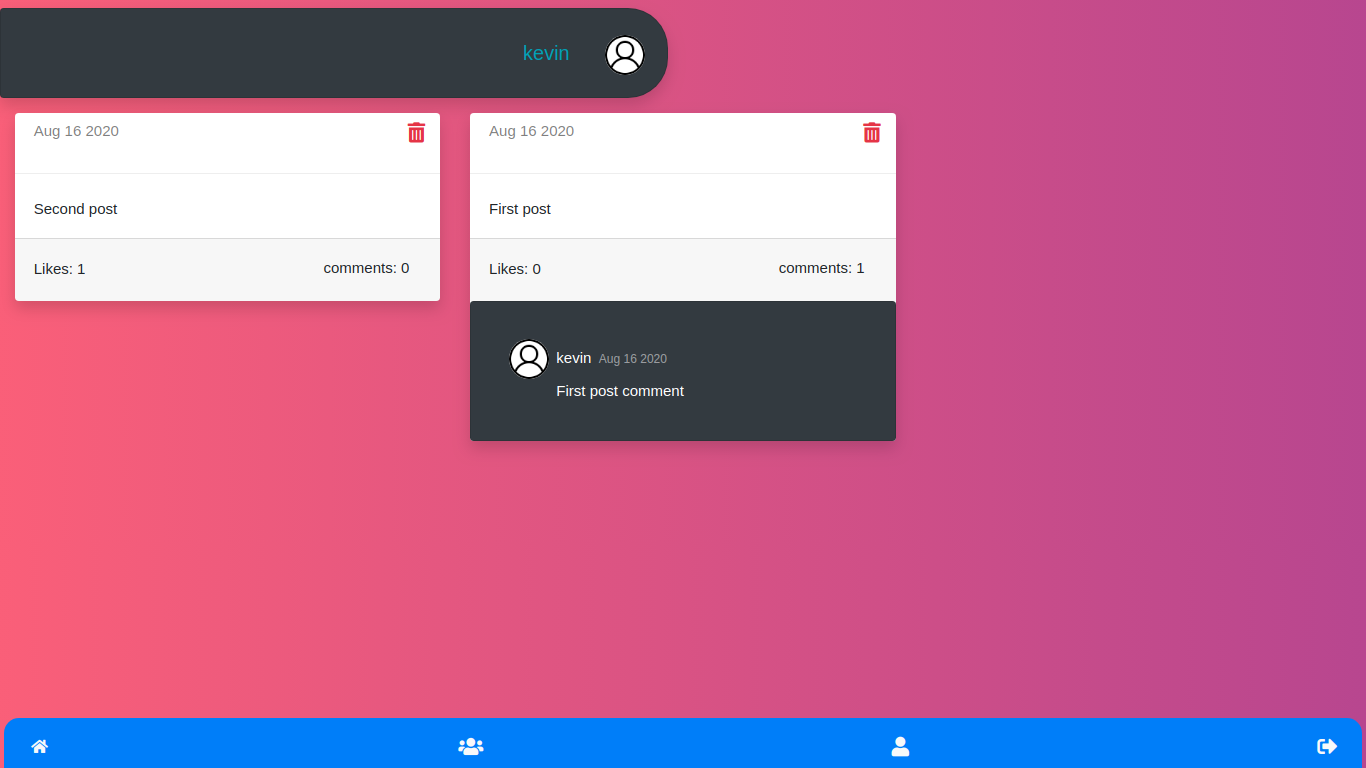 kevin
Aug 16 2020
Second post
Likes: 1
comments: 0
Aug 16 2020
First post
Likes: 0
comments: 1
kevin Aug 16 2020
First post comment